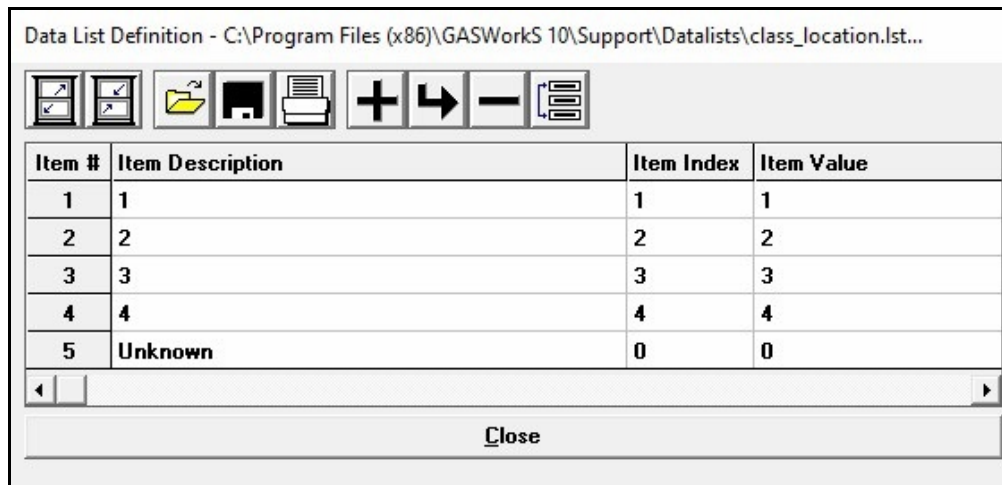 Data List Definition - C:\Program Files (x86)\GASWorkS 10\Support\Datalists\class_location.lst...
Item # Item Description Item Index Item Value
1 1 1 1
2 2 2 2
3 3 3 3
4 4 4 4
5 Unknown 0 0
Close